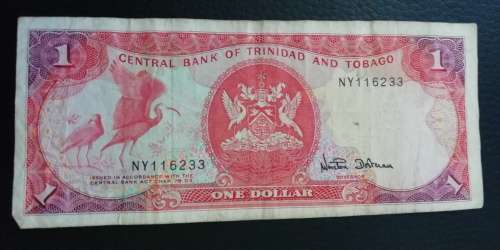 1 1
CENTRAL BANK OF TRINIDAD AND TOBAGO
NY116233
NY116233
ISSUED IN ACCORDANCE WITH THE
CENTRAL BANK ACT CHAP. 79:02
GOVERNOR
1 ONE DOLLAR 1